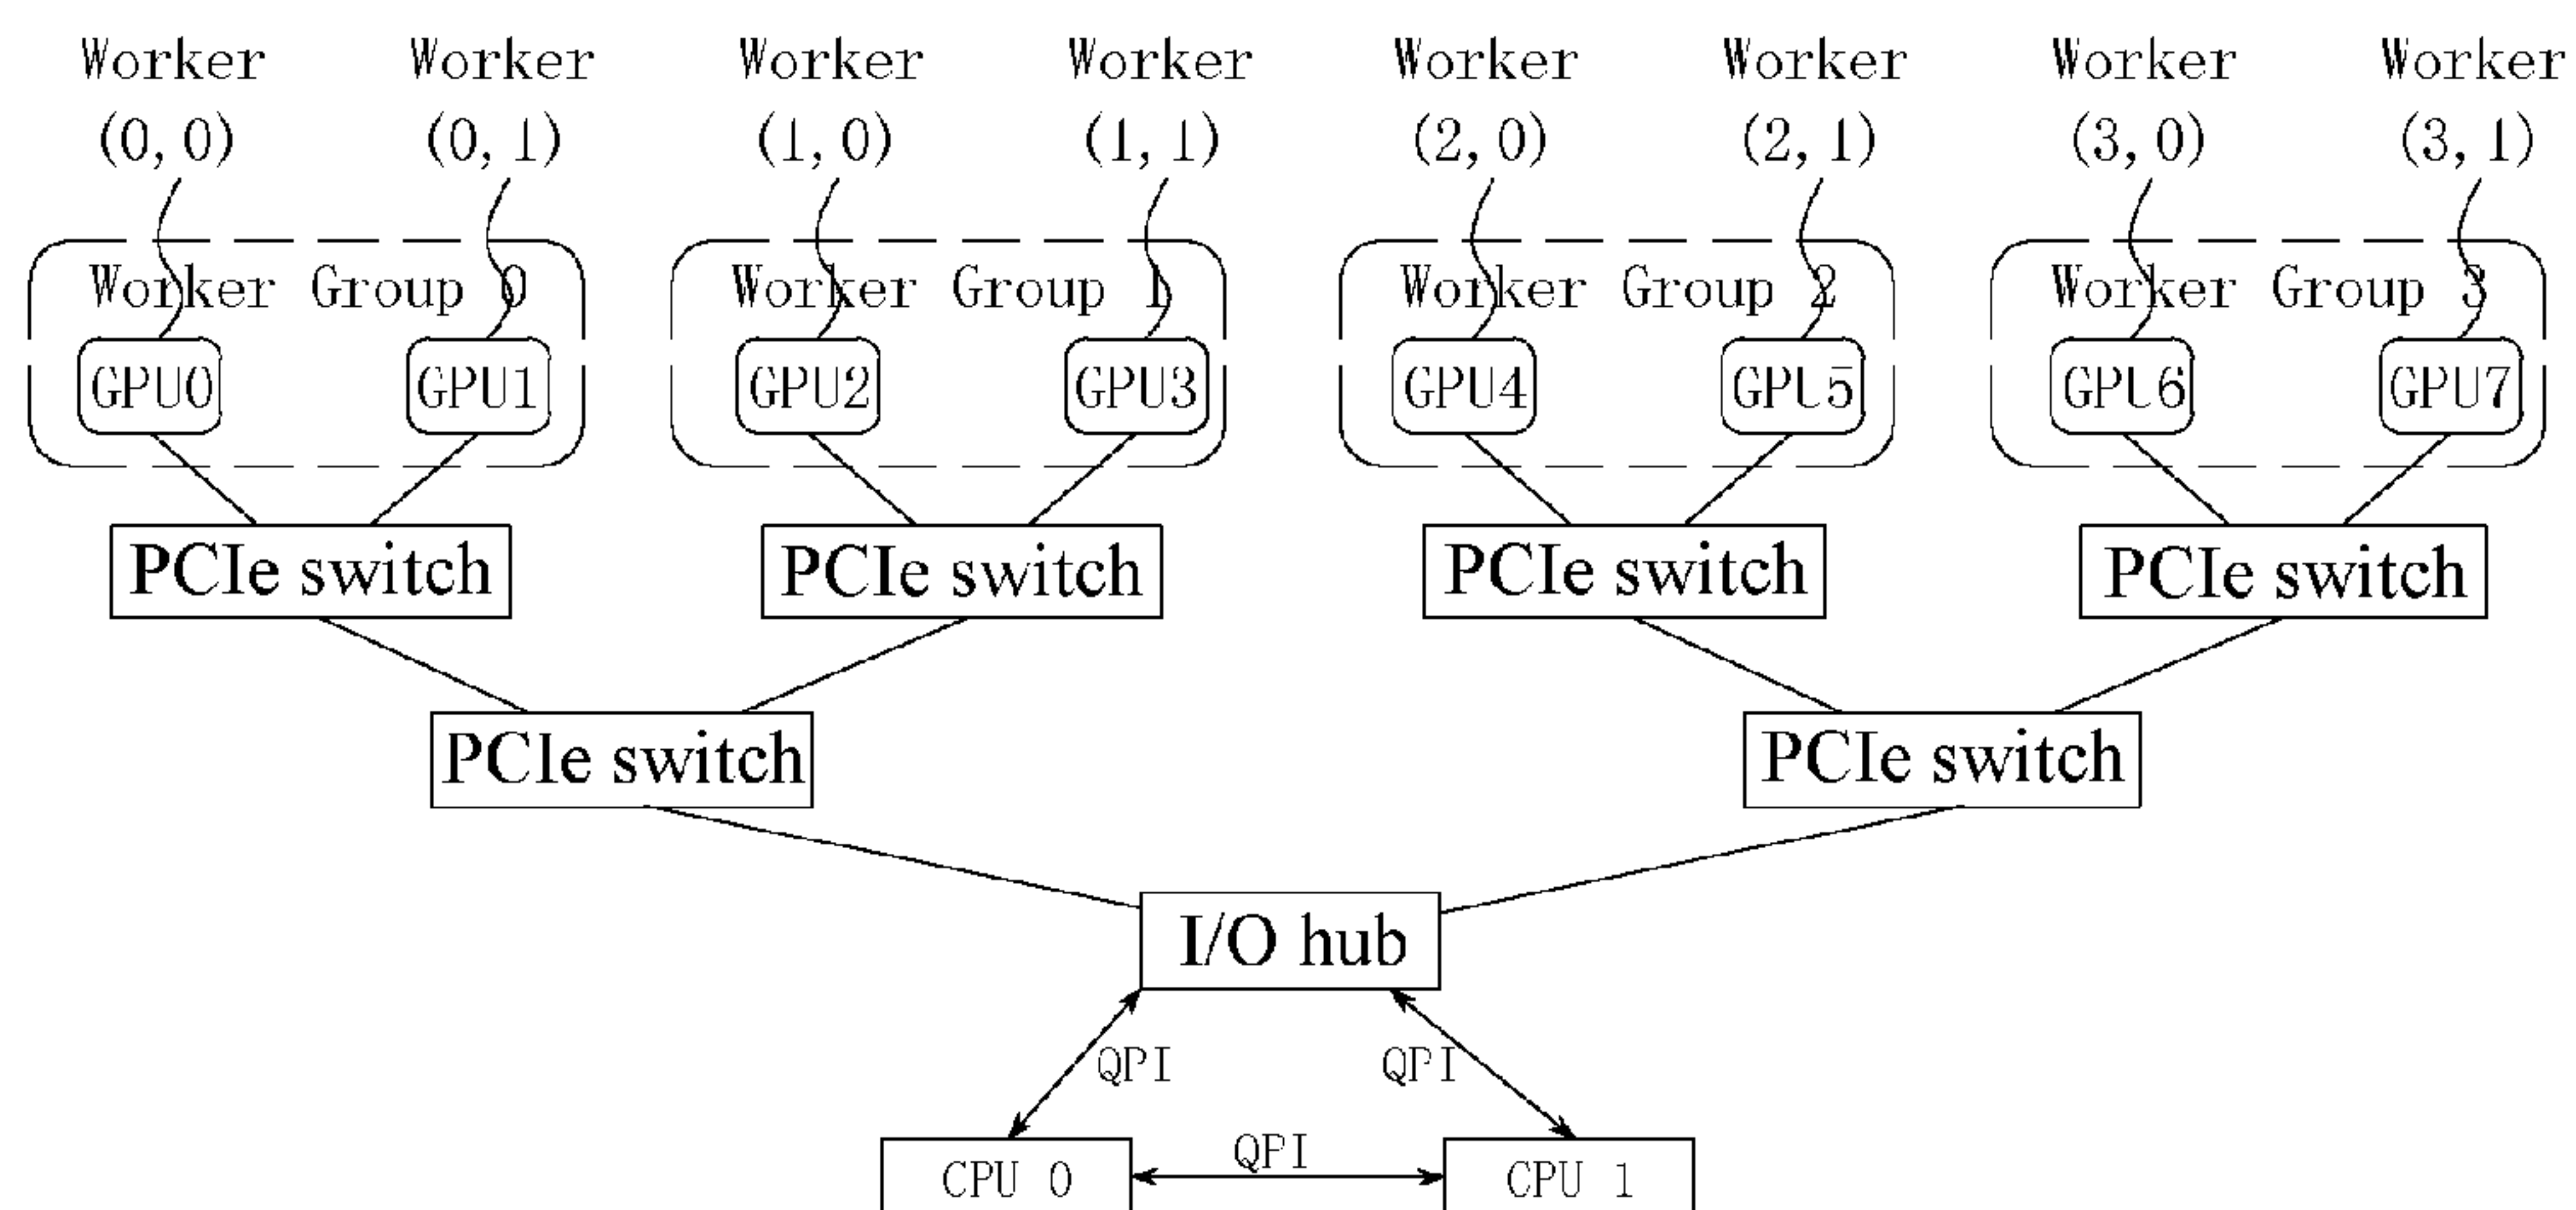 Worker Worker Worker Worker Worker Worker Worker Worker
(0,0) (0,1) (1,0) (1,1) (2,0) (2,1) (3,0) (3,1)
Worker Group 0 Worker Group 1 Worker Group 2 Worker Group 3
GPU0 GPU1 GPU2 GPU3 GPU4 GPU5 GPU6 GPU7
PCIe switch PCIe switch PCIe switch PCIe switch
PCIe switch PCIe switch
I/O hub
QPI QPI
QPI
CPU 0 CPU 1